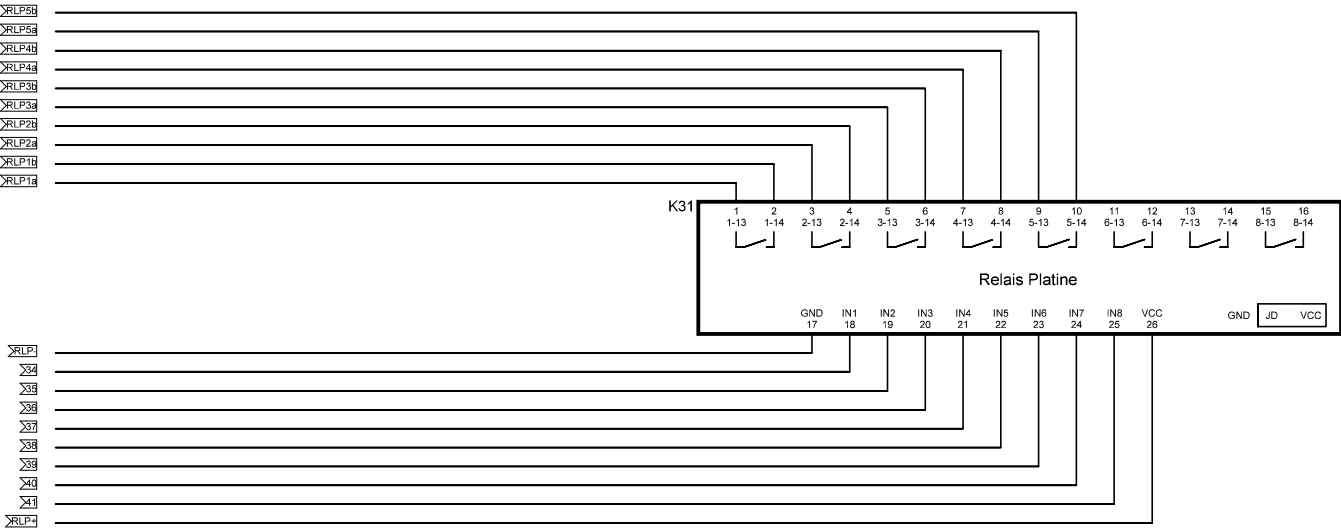 RLP5b
RLP5a
RLP4b
RLP4a
RLP3b
RLP3a
RLP2b
RLP2a
RLP1b
RLP1a
K31
1 2 3 4 5 6 7 8 9 10 11 12 13 14 15 16
1-13 1-14 2-13 2-14 3-13 3-14 4-13 4-14 5-13 5-14 6-13 6-14 7-13 7-14 8-13 8-14
Relais Platine
GND IN1 IN2 IN3 IN4 IN5 IN6 IN7 IN8 VCC GND JD VCC
17 18 19 20 21 22 23 24 25 26
RLP-
34
35
36
37
38
39
40
41
RLP+